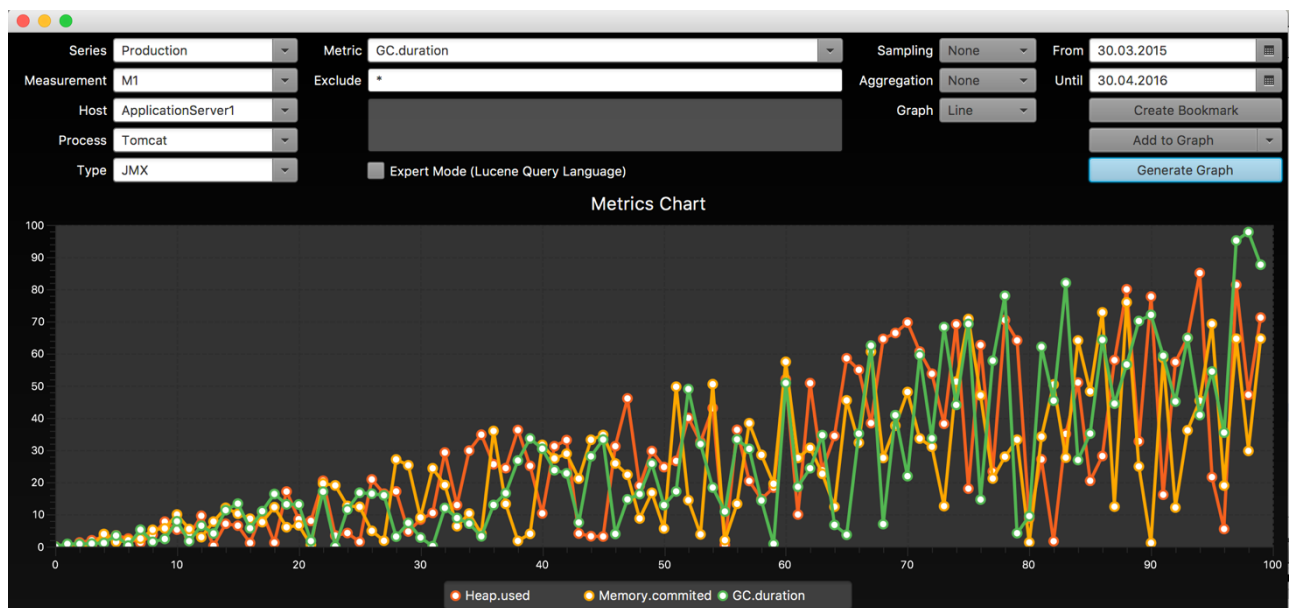 Series Production Metric GC.duration Sampling None From 30.03.2015
Measurement M1 Exclude * Aggregation None Until 30.04.2016
Host ApplicationServer1 Graph Line Create Bookmark
Process Tomcat Add to Graph
Type JMX Expert Mode (Lucene Query Language) Generate Graph
Metrics Chart
100
90
80
70
60
50
40
30
20
10
0
0 10 20 30 40 50 60 70 80 90 100
Heap.used Memory.commited GC.duration